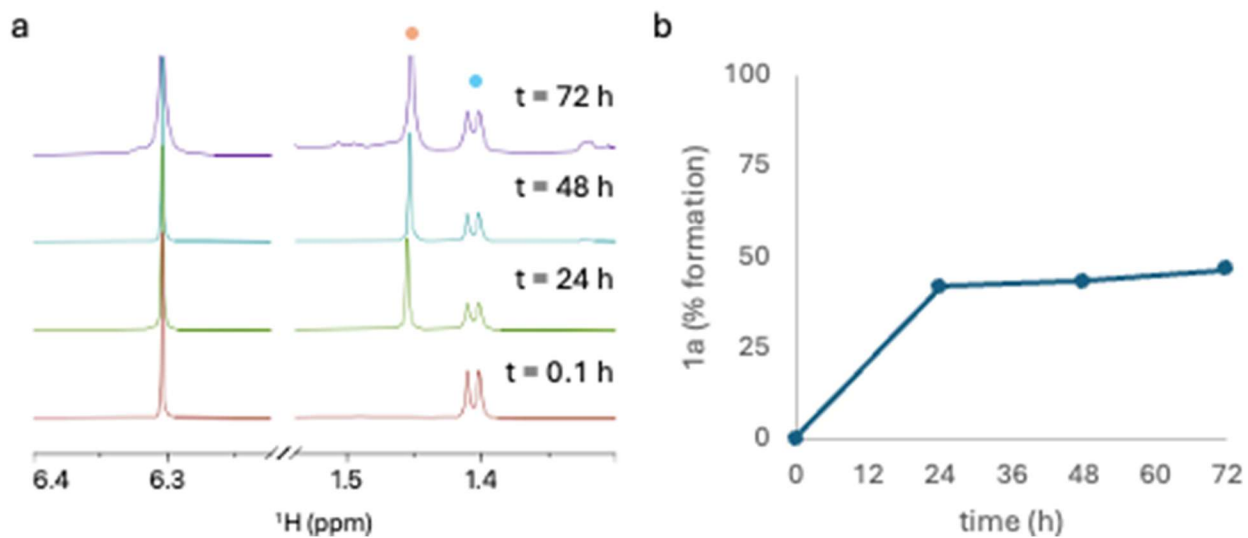 a
t = 72 h
t = 48 h
t = 24 h
t = 0.1 h
6.4 6.3 1.5 1.4
¹H (ppm)
b
100
75
50
25
0
1a (% formation)
0 12 24 36 48 60 72
time (h)